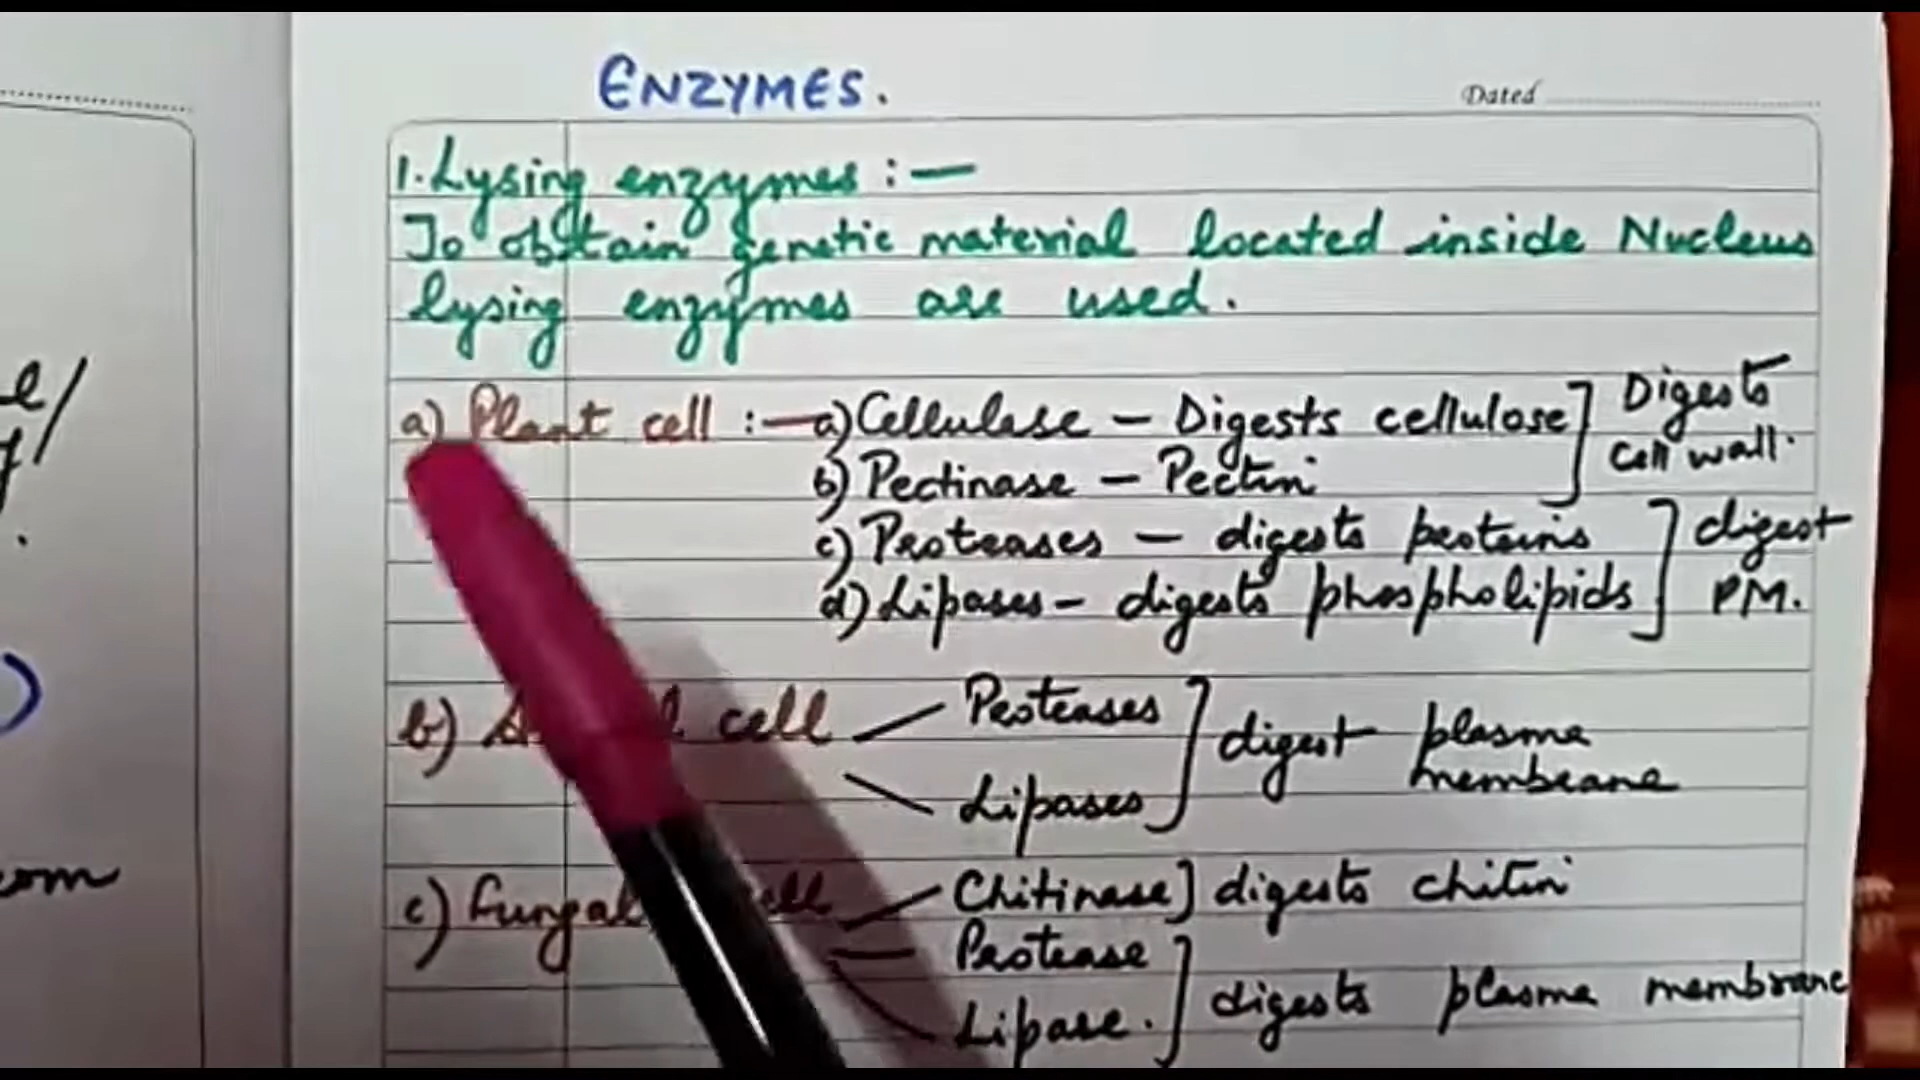 ENZYMES.
Dated
1. Lysing enzymes :—
To obtain genetic material located inside Nucleus
lysing enzymes are used.
a) Plant cell :— a) Cellulase — Digests cellulose ] Digests
cell wall.
b) Pectinase — Pectin
c) Proteases — digests proteins ] digest
d) Lipases — digests phospholipids PM.
b) cell
Proteases ] digest plasma
membrane
Lipases
c) Fungal cell
Chitinase ] digests chitin
Protease
Lipase. ] digests plasma membrane
om